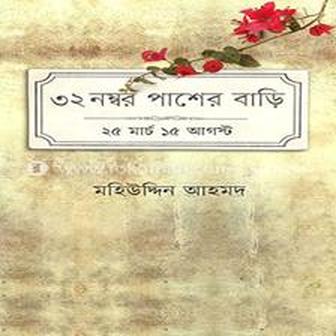 ৩২ নম্বর পাশের বাড়ি
২৫ মার্চ ১৫ আগস্ট
মহিউদ্দিন আহমদ